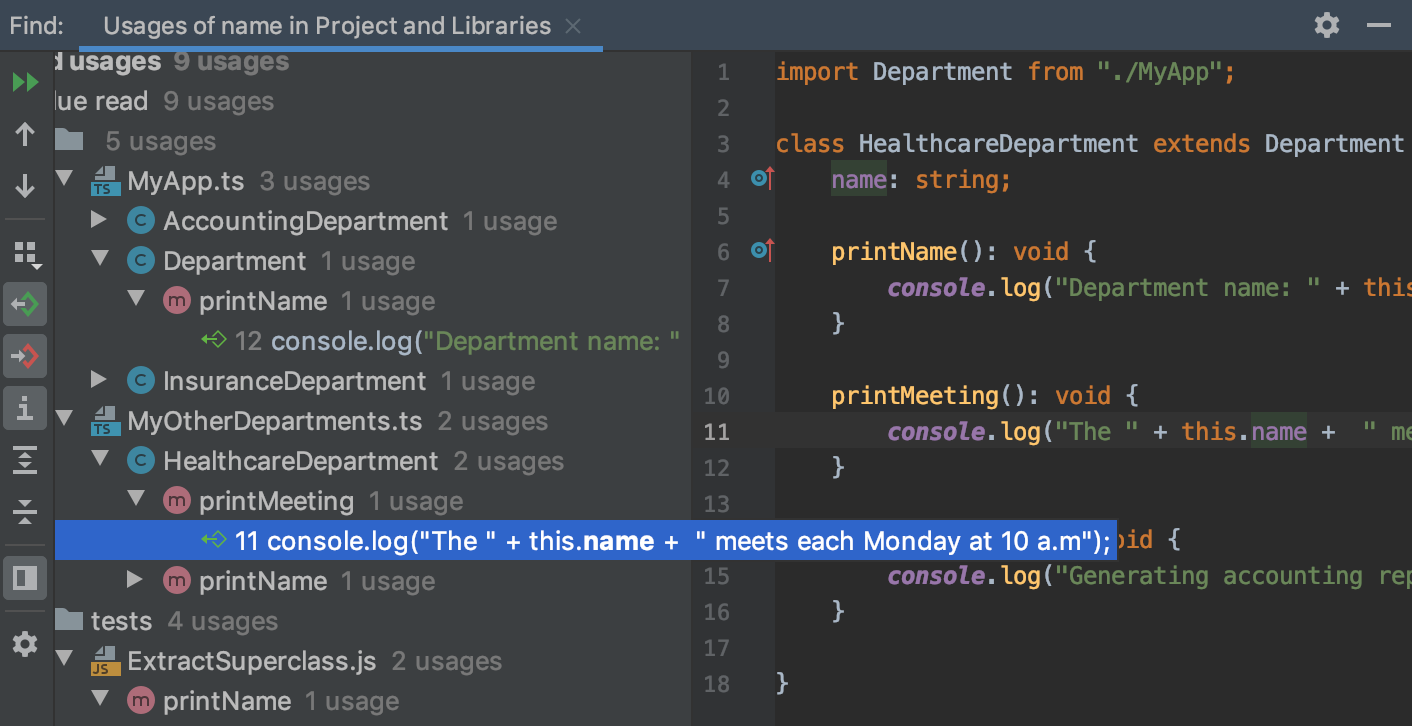 Find: Usages of name in Project and Libraries
usages 9 usages
lue read 9 usages
5 usages
MyApp.ts 3 usages
AccountingDepartment 1 usage
Department 1 usage
printName 1 usage
12 console.log("Department name: "
InsuranceDepartment 1 usage
MyOtherDepartments.ts 2 usages
HealthcareDepartment 2 usages
printMeeting 1 usage
11 console.log("The " + this.name +  " meets each Monday at 10 a.m");
printName 1 usage
tests 4 usages
ExtractSuperclass.js 2 usages
printName 1 usage
1 import Department from "./MyApp";
2
3 class HealthcareDepartment extends Department
4 name: string;
5
6 printName(): void {
7 console.log("Department name: " + this
8 }
9
10 printMeeting(): void {
11 console.log("The " + this.name +  " me
12 }
13
oid {
15 console.log("Generating accounting rep
16 }
17
18 }